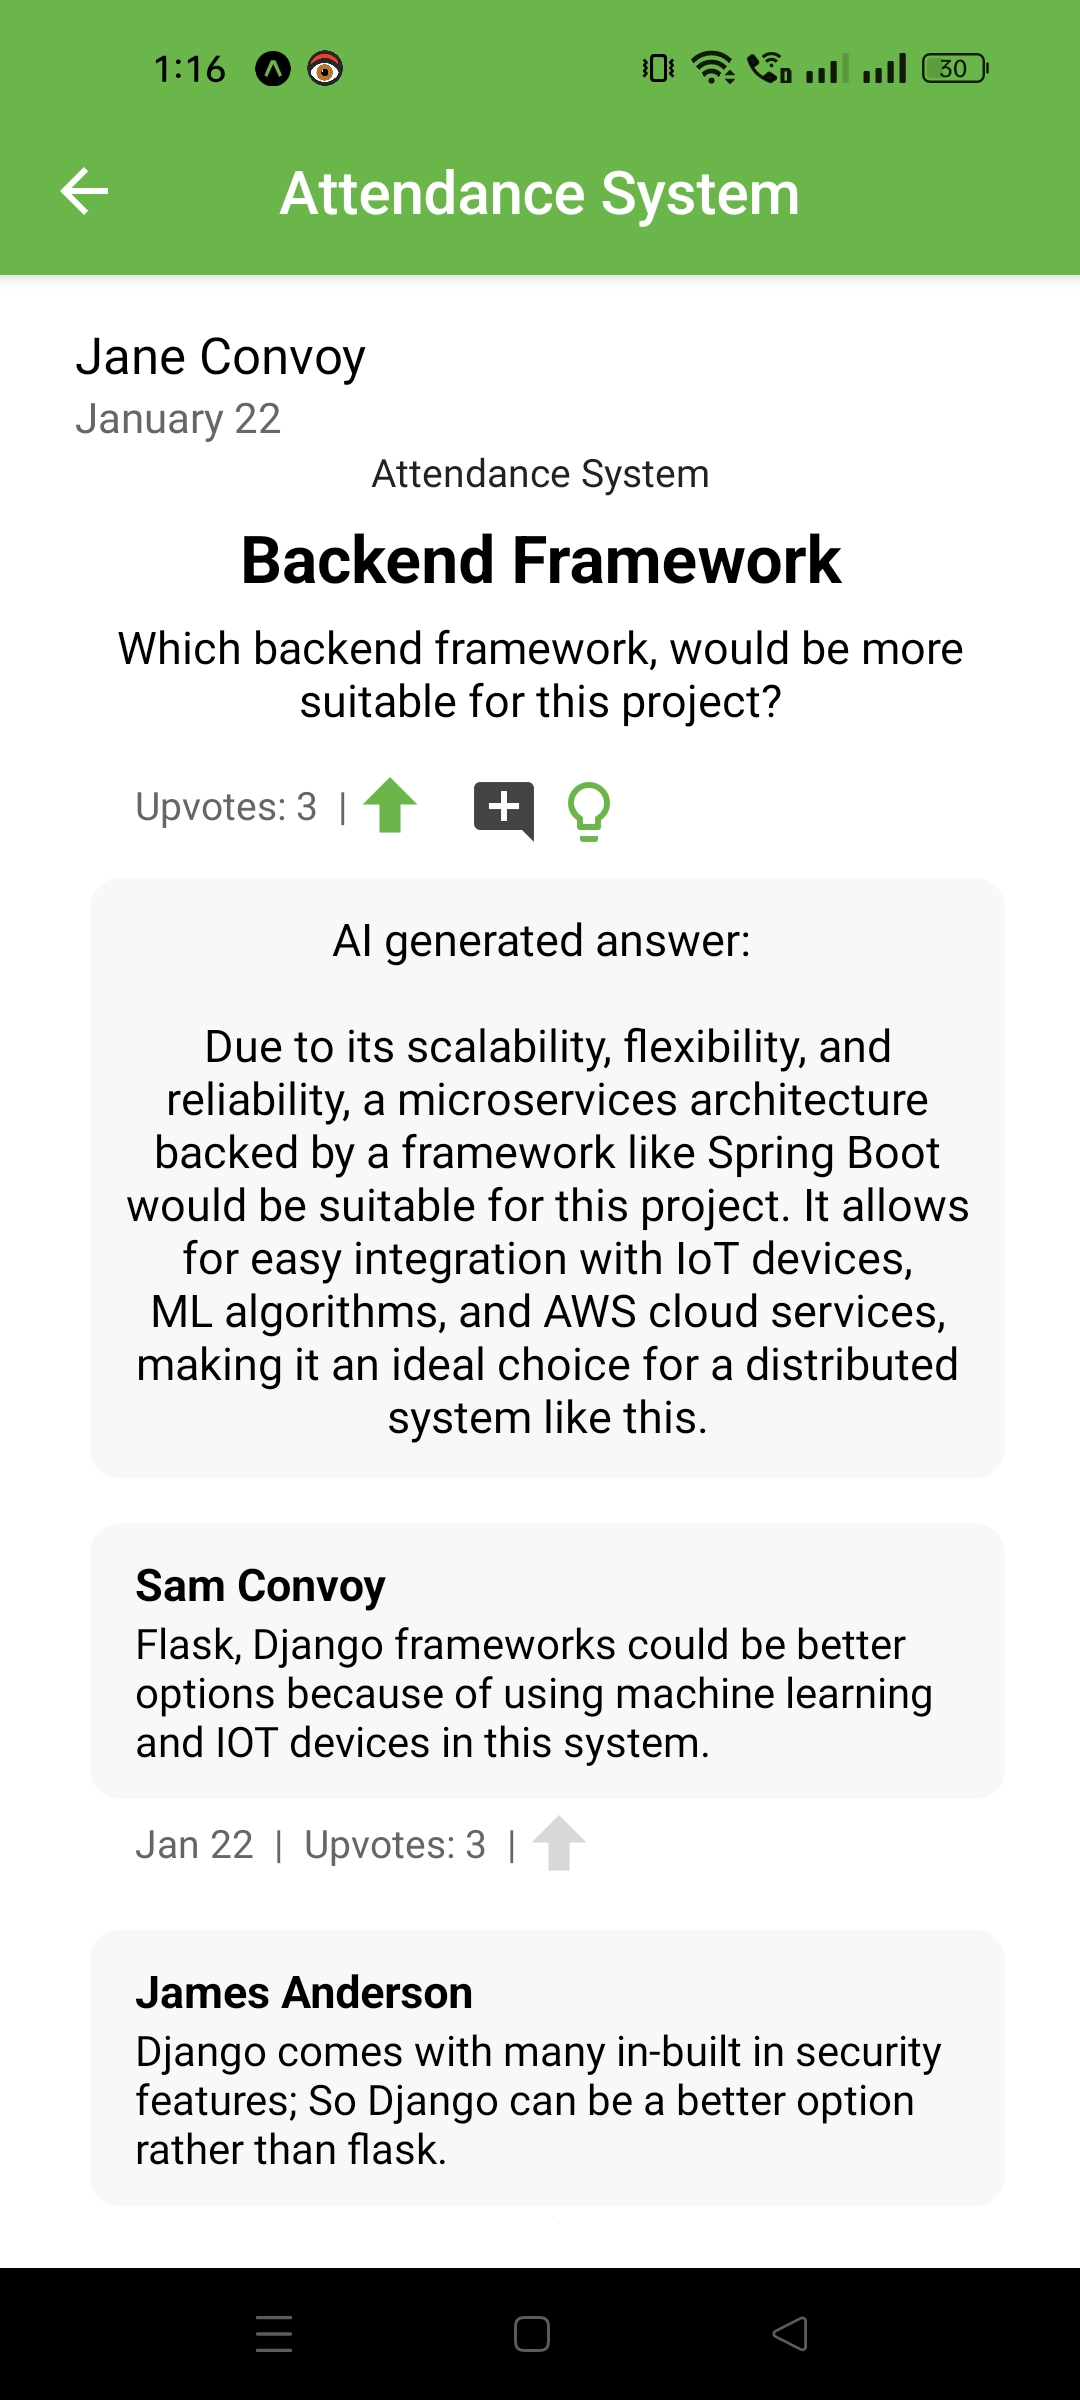 1:16
30
Attendance System
Jane Convoy
January 22
Attendance System
Backend Framework
Which backend framework, would be more
suitable for this project?
Upvotes: 3 |
AI generated answer:
Due to its scalability, flexibility, and
reliability, a microservices architecture
backed by a framework like Spring Boot
would be suitable for this project. It allows
for easy integration with IoT devices,
ML algorithms, and AWS cloud services,
making it an ideal choice for a distributed
system like this.
Sam Convoy
Flask, Django frameworks could be better
options because of using machine learning
and IOT devices in this system.
Jan 22 | Upvotes: 3 |
James Anderson
Django comes with many in-built in security
features; So Django can be a better option
rather than flask.